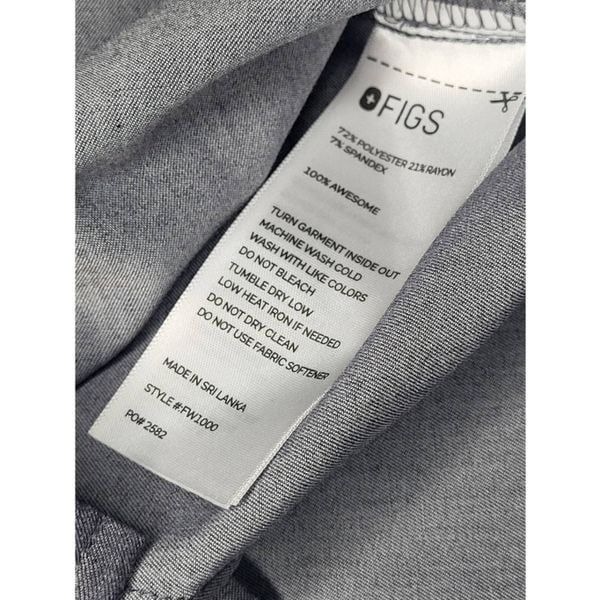 FIGS
72% POLYESTER 21% RAYON
7% SPANDEX
100% AWESOME
TURN GARMENT INSIDE OUT
MACHINE WASH COLD
WASH WITH LIKE COLORS
DO NOT BLEACH
TUMBLE DRY LOW
LOW HEAT IRON IF NEEDED
DO NOT DRY CLEAN
DO NOT USE FABRIC SOFTENER
MADE IN SRI LANKA
STYLE #:FW1000
PO# 2582